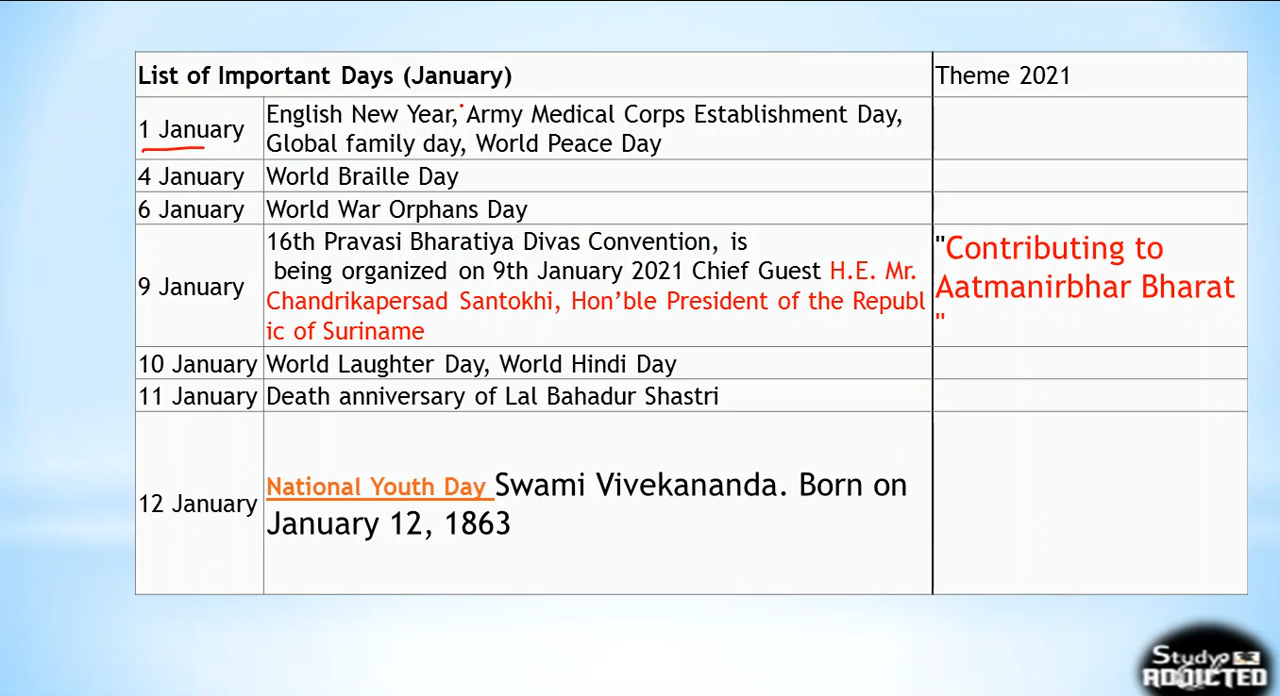 List of Important Days (January) Theme 2021
1 January English New Year, Army Medical Corps Establishment Day,
Global family day, World Peace Day
4 January World Braille Day
6 January World War Orphans Day
9 January 16th Pravasi Bharatiya Divas Convention, is
being organized on 9th January 2021 Chief Guest H.E. Mr.
Chandrikapersad Santokhi, Hon'ble President of the Republ
ic of Suriname
"Contributing to
Aatmanirbhar Bharat
"
10 January World Laughter Day, World Hindi Day
11 January Death anniversary of Lal Bahadur Shastri
12 January National Youth Day Swami Vivekananda. Born on
January 12, 1863
Study
ADDICTED